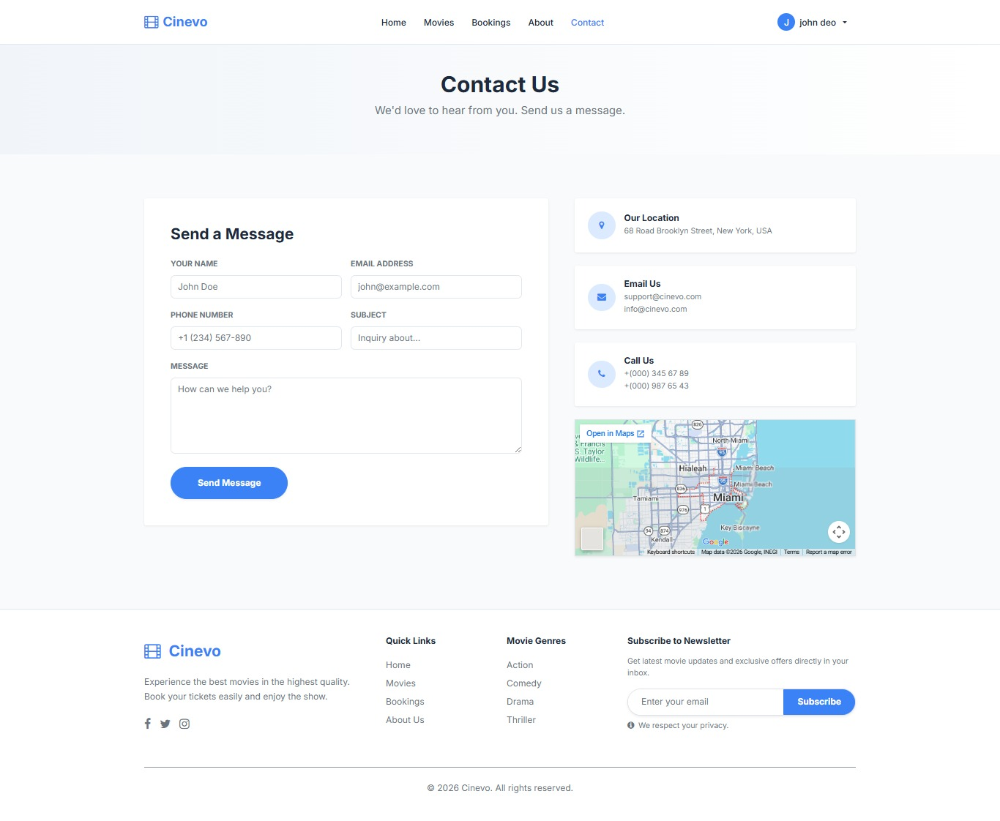 Cinevo
Home
Movies
Bookings
About
Contact
J
john deo
Contact Us
We'd love to hear from you. Send us a message.
Send a Message
YOUR NAME
EMAIL ADDRESS
John Doe
john@example.com
PHONE NUMBER
SUBJECT
+1 (234) 567-890
Inquiry about...
MESSAGE
How can we help you?
Send Message
Our Location
68 Road Brooklyn Street, New York, USA
Email Us
support@cinevo.com
info@cinevo.com
Call Us
+(000) 345 67 89
+(000) 987 65 43
Open in Maps
826
North Miami
& Francis
S. Taylor
Wildlife...
95
Hialeah
Miami Beach
95
Miami Beach
836
Tamiami
Miami
976
1
Key Biscayne
94
874
Kendall
Google
Keyboard shortcuts
Map data ©2026 Google, INEGI
Terms
Report a map error
Cinevo
Experience the best movies in the highest quality.
Book your tickets easily and enjoy the show.
Quick Links
Home
Movies
Bookings
About Us
Movie Genres
Action
Comedy
Drama
Thriller
Subscribe to Newsletter
Get latest movie updates and exclusive offers directly in your
inbox.
Enter your email
Subscribe
We respect your privacy.
© 2026 Cinevo. All rights reserved.